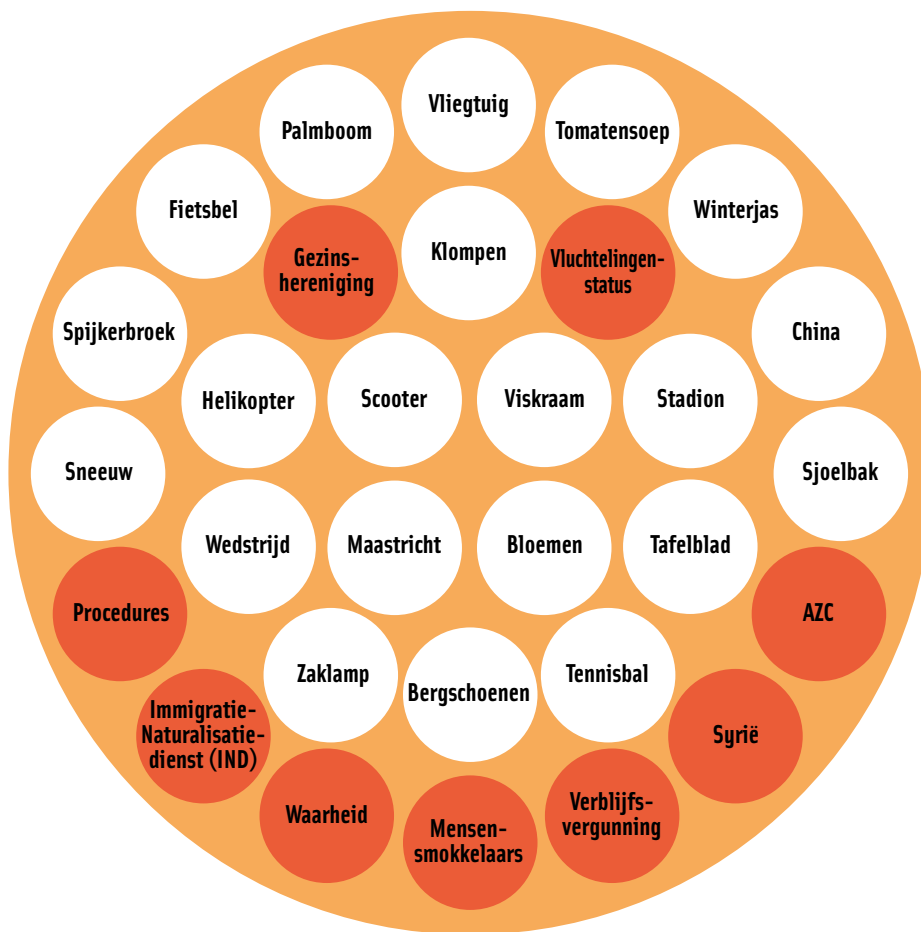 Vliegtuig
Palmboom
Tomatensoep
Fietsbel
Winterjas
Klompen
Gezins-
hereniging
Vluchtelingen-
status
Spijkerbroek
China
Helikopter
Scooter
Viskraam
Stadion
Sneeuw
Sjoelbak
Wedstrijd
Maastricht
Bloemen
Tafelblad
Procedures
AZC
Zaklamp
Bergschoenen
Tennisbal
Immigratie-
Naturalisatie-
dienst (IND)
Syrië
Waarheid
Mensen-
smokkelaars
Verblijfs-
vergunning